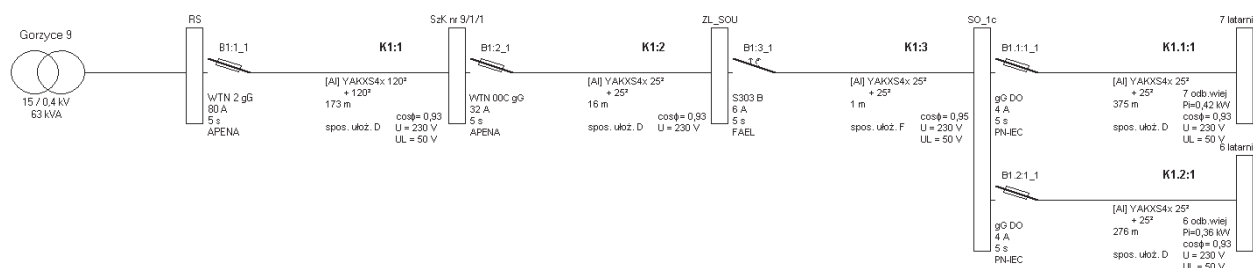 Gorzyce 9
15 / 0,4 kV
63 kVA
RS
B1:1_1
WTN 2 gG
80 A
5 s
APENA
K1:1
[Al] YAKXS4x 120²
+ 120²
173 m
cosϕ= 0,93
spos. ułoż. D
U = 230 V
UL = 50 V
SzK nr 9/1/1
B1:2_1
WTN 00C gG
32 A
5 s
APENA
K1:2
[Al] YAKXS4x 25²
+ 25²
16 m
cosϕ= 0,93
spos. ułoż. D
U = 230 V
UL = 50 V
ZL_SOU
B1:3_1
S303 B
6 A
5 s
FAEL
K1:3
[Al] YAKXS4x 25²
+ 25²
1 m
cosϕ= 0,95
spos. ułoż. F
U = 230 V
UL = 50 V
SO_1c
B1.1:1_1
gG DO
4 A
5 s
PN-IEC
K1.1:1
[Al] YAKXS4x 25²
+ 25²
375 m
7 odb.wiej
Pi=0,42 kW
cosϕ= 0,93
spos. ułoż. D
U = 230 V
UL = 50 V
7 latarni
B1.2:1_1
gG DO
4 A
5 s
PN-IEC
K1.2:1
[Al] YAKXS4x 25²
+ 25²
276 m
6 odb.wiej
Pi=0,36 kW
cosϕ= 0,93
spos. ułoż. D
U = 230 V
UL = 50 V
6 latarni